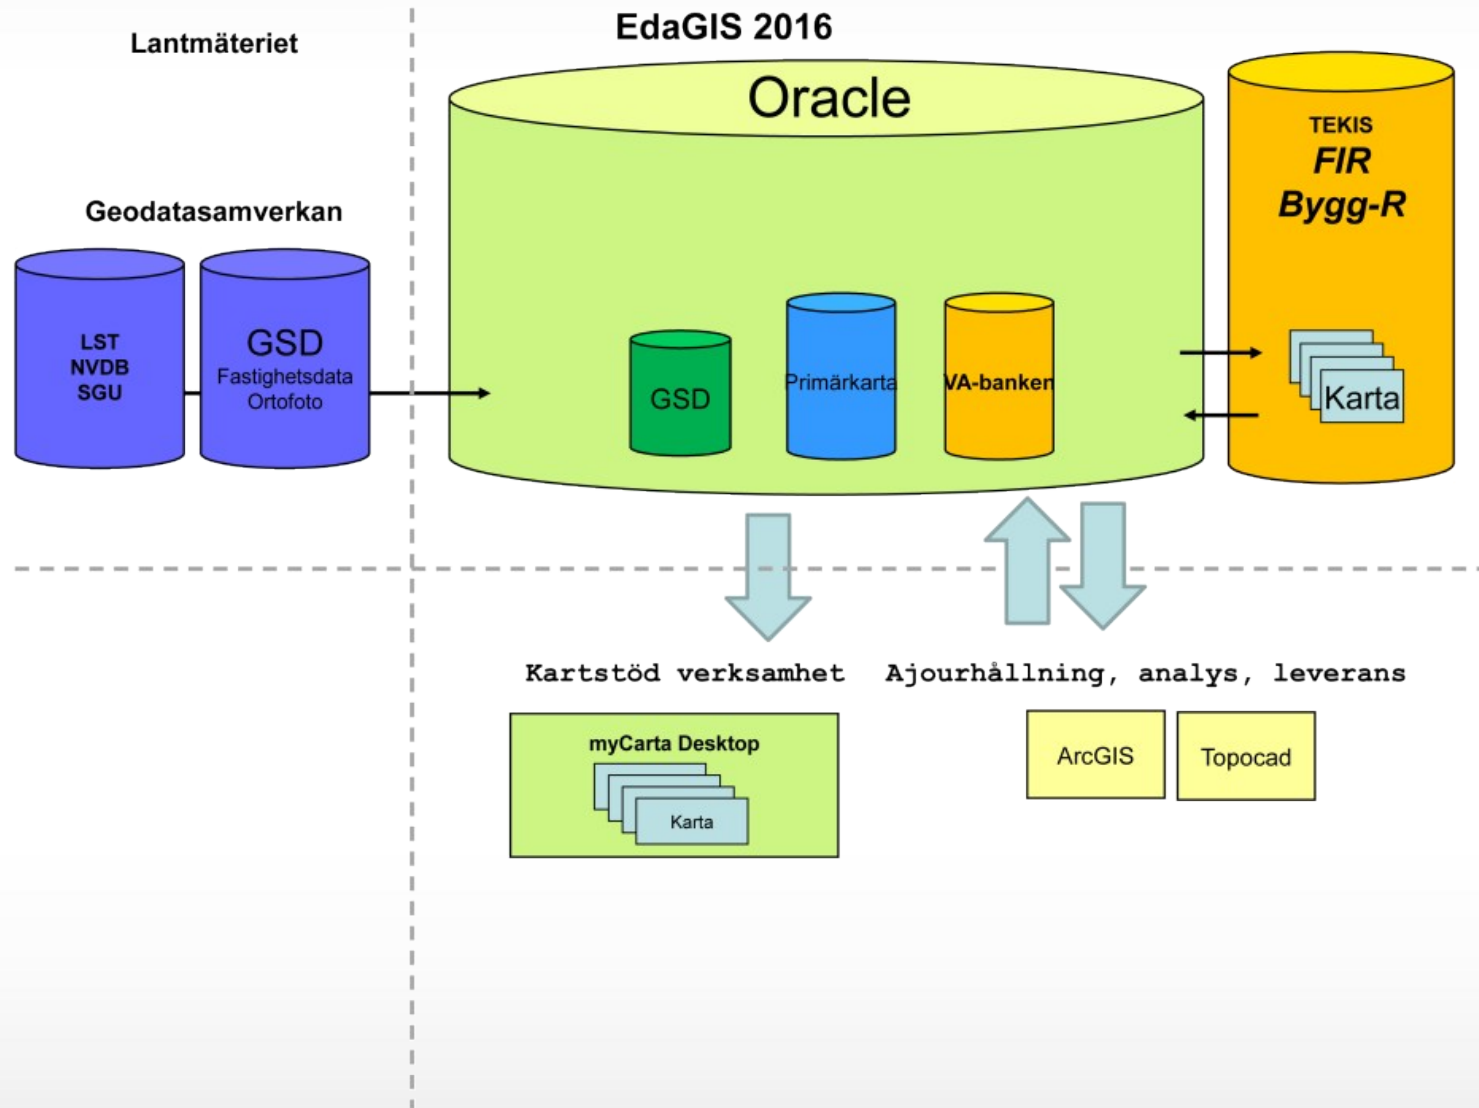 Lantmäteriet
EdaGIS 2016
Oracle
TEKIS
FIR
Bygg-R
Geodatasamverkan
LST
NVDB
SGU
GSD
Fastighetsdata
Ortofoto
GSD
Primärkarta
VA-banken
Karta
Kartstöd verksamhet
Ajourhållning, analys, leverans
myCarta Desktop
Karta
ArcGIS
Topocad